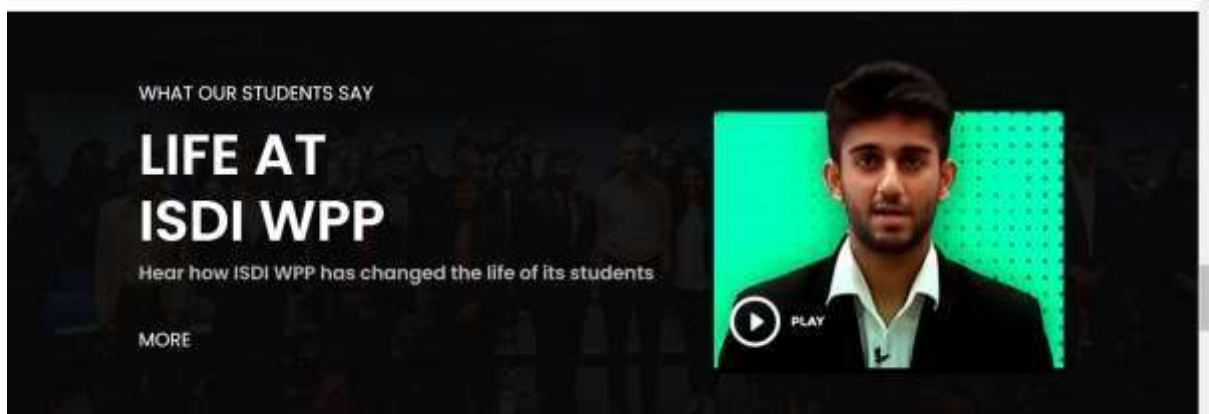 WHAT OUR STUDENTS SAY
LIFE AT
ISDI WPP
Hear how ISDI WPP has changed the life of its students
MORE
PLAY